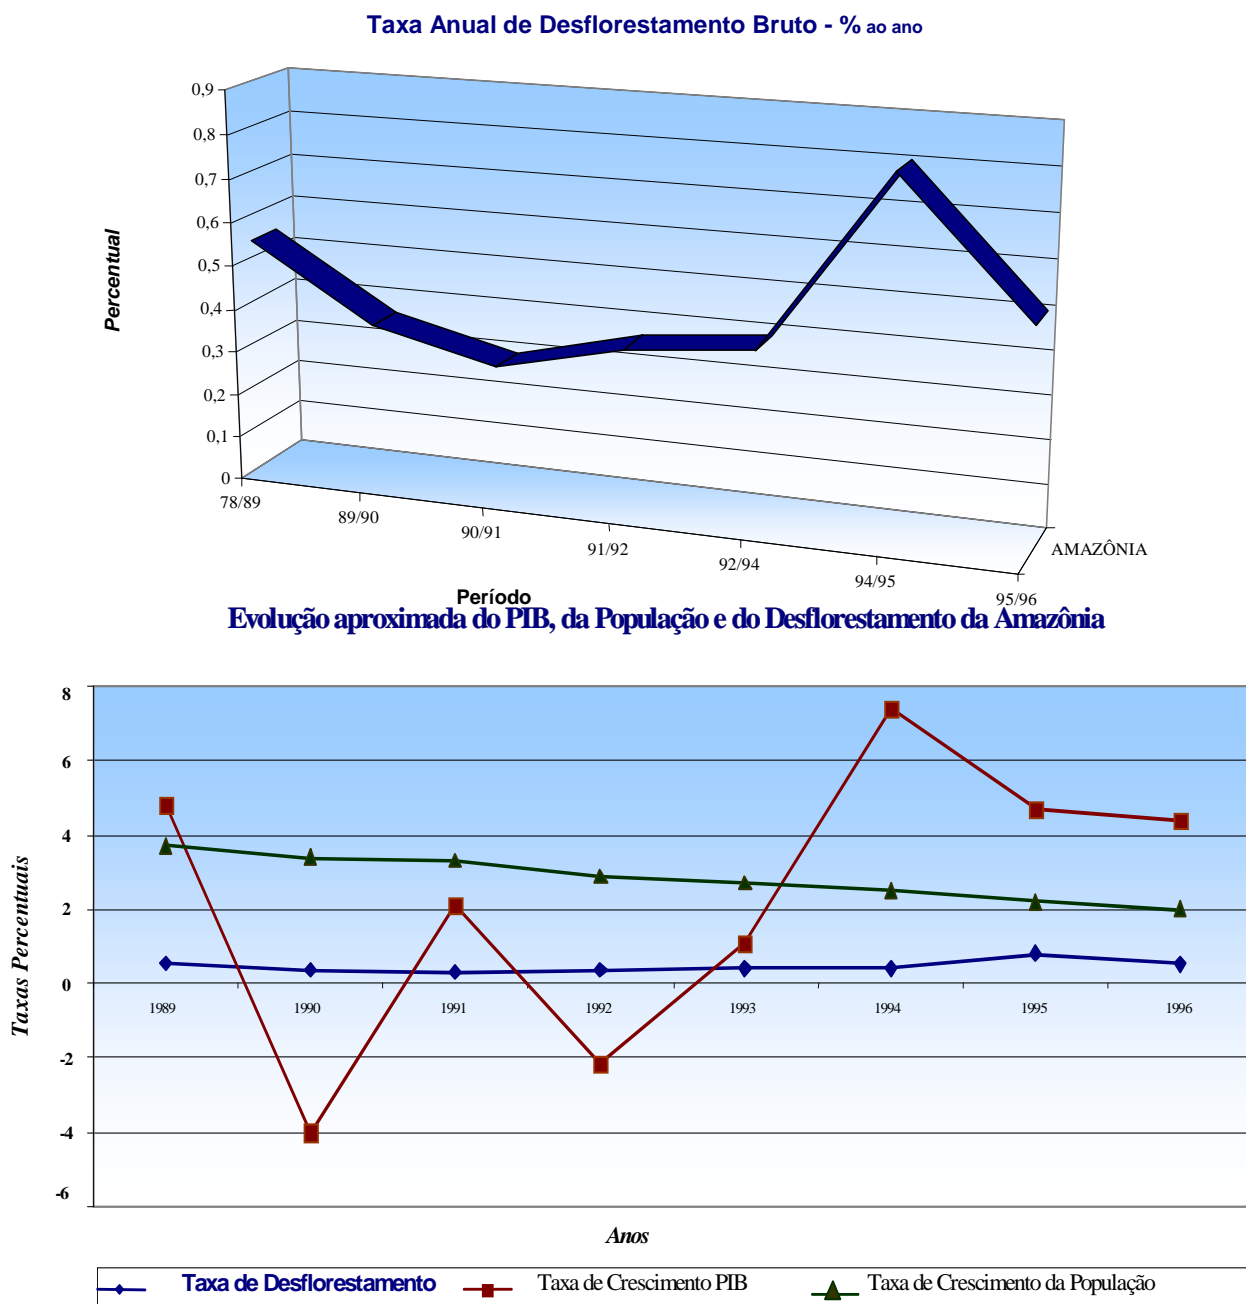 Taxa Anual de Desflorestamento Bruto - % ao ano
0,9
0,8
0,7
0,6
0,5
0,4
0,3
0,2
0,1
0
Percentual
78/89
89/90
90/91
91/92
92/94
94/95
95/96
AMAZÔNIA
Período
Evolução aproximada do PIB, da População e do Desflorestamento da Amazônia
8
6
4
2
0
-2
-4
-6
Taxas Percentuais
1989 1990 1991 1992 1993 1994 1995 1996
Anos
Taxa de Desflorestamento Taxa de Crescimento PIB Taxa de Crescimento da População